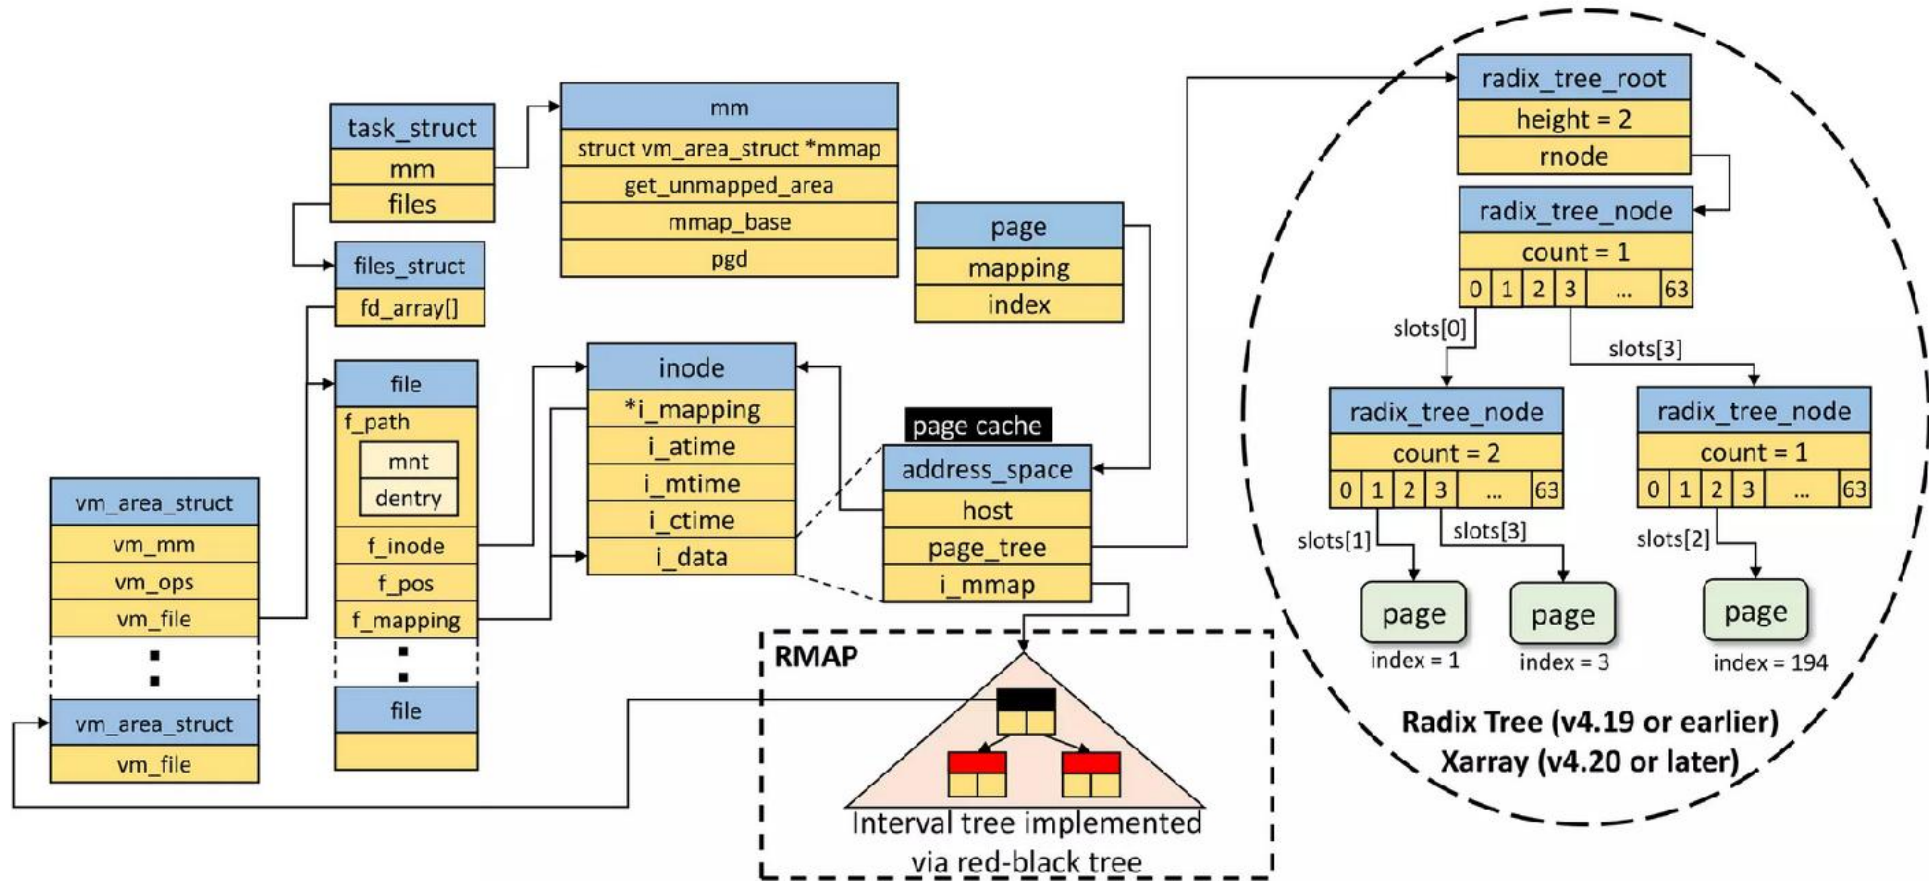 task_struct
mm
files
files_struct
fd_array[]
mm
struct vm_area_struct *mmap
get_unmapped_area
mmap_base
pgd
page
mapping
index
file
f_path
mnt
dentry
f_inode
f_pos
f_mapping
file
vm_area_struct
vm_mm
vm_ops
vm_file
vm_area_struct
vm_file
inode
*i_mapping
i_atime
i_mtime
i_ctime
i_data
page cache
address_space
host
page_tree
i_mmap
RMAP
Interval tree implemented
via red-black tree
radix_tree_root
height = 2
rnode
radix_tree_node
count = 1
0 1 2 3 ... 63
slots[0]
slots[3]
radix_tree_node
count = 2
0 1 2 3 ... 63
radix_tree_node
count = 1
0 1 2 3 ... 63
slots[1]
slots[3]
slots[2]
page
page
page
index = 1
index = 3
index = 194
Radix Tree (v4.19 or earlier)
Xarray (v4.20 or later)